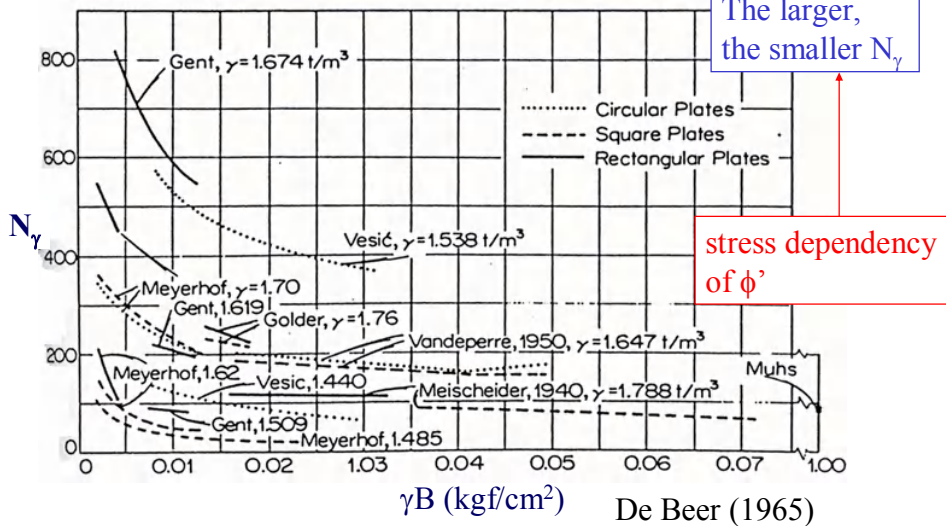 The larger,
the smaller Nγ
800
Gent, γ=1.674 t/m³
Circular Plates
Square Plates
Rectangular Plates
600
Nγ
Vesić, γ=1.538 t/m³
stress dependency
of ϕ’
400
Meyerhof, γ=1.70
Gent, 1.619
Golder, γ=1.76
Vandeperre, 1950, γ=1.647 t/m³
200
Muhs
Meyerhof, 1.62
Vesic, 1.440
Meischeider, 1940, γ=1.788 t/m³
Gent, 1.509
Meyerhof, 1.485
0
0 0.01 0.02 1.03 0.04 0.05 0.06 0.07 1.00
γB (kgf/cm²)
De Beer (1965)